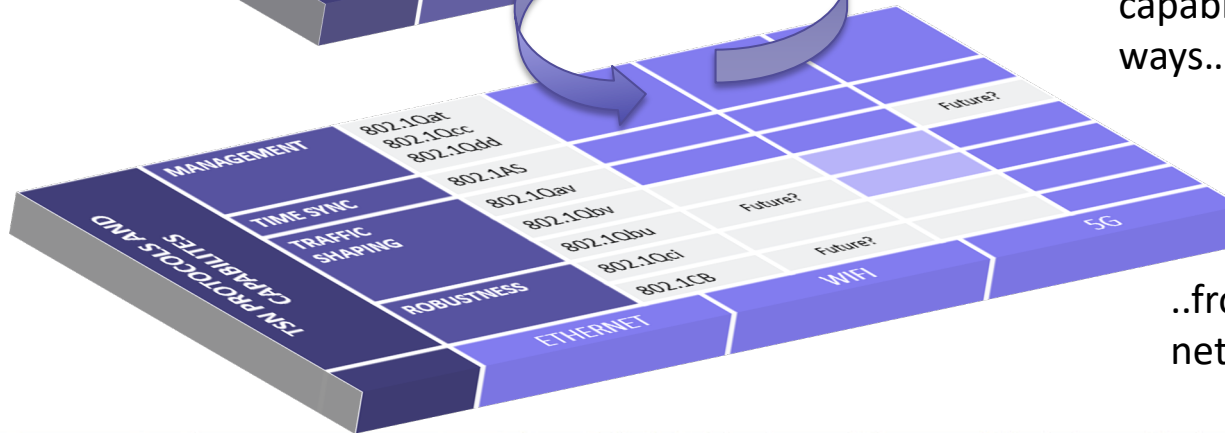 capabi
ways..
MANAGEMENT
802.1Qat
802.1Qcc
802.1Qdd
TIME SYNC
802.1AS
TRAFFIC
SHAPING
802.1Qav
802.1Qbv
802.1Qbu
ROBUSTNESS
802.1Qci
802.1CB
Future?
Future?
Future?
TSN PROTOCOLS AND
CAPABILITES
ETHERNET
WIFI
5G
..fro
net